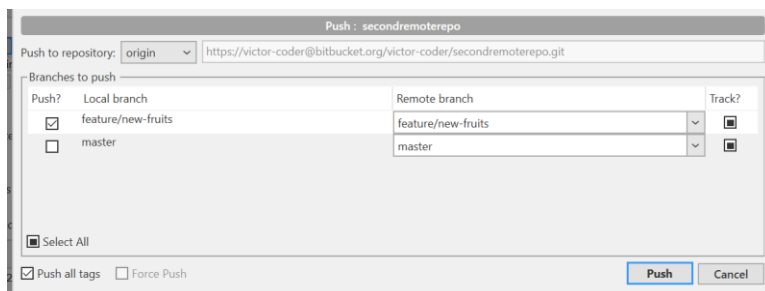 Push : secondremoterepo
Push to repository: origin https://victor-coder@bitbucket.org/victor-coder/secondremoterepo.git
Branches to push
Push? Local branch Remote branch Track?
feature/new-fruits feature/new-fruits
master master
Select All
Push all tags Force Push Push Cancel